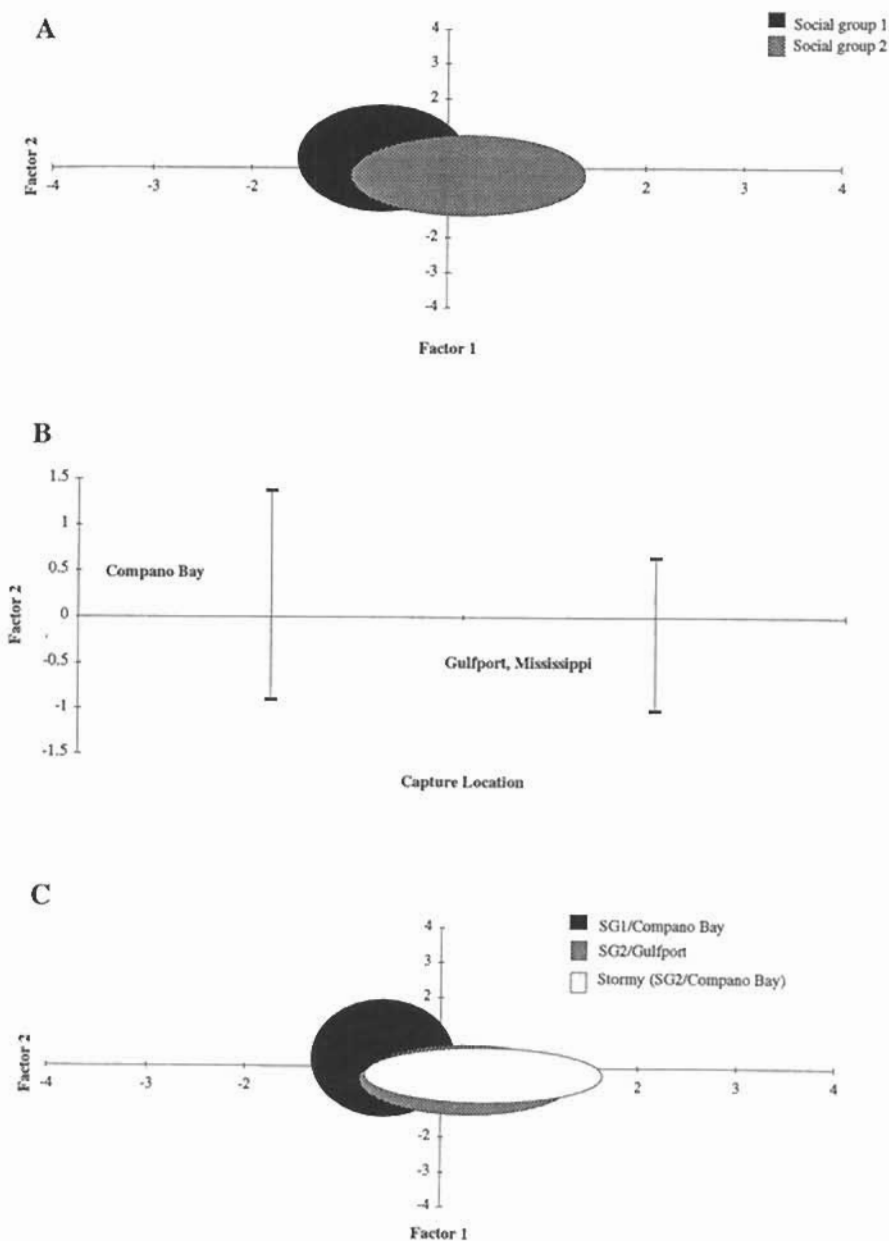 A
Social group 1
Social group 2
4
3
2
Factor 2
-4 -3 -2 2 3 4
-2
-3
-4
Factor 1
B
1.5
1
Compano Bay
0.5
Factor 2
0
Gulfport, Mississippi
-0.5
-1
-1.5
Capture Location
C
SG1/Compano Bay
SG2/Gulfport
Stormy (SG2/Compano Bay)
4
3
2
Factor 2
-4 -3 -2 2 3 4
-2
-3
-4
Factor 1